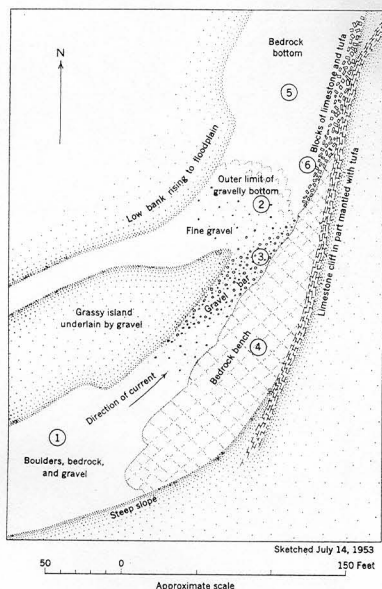 N
Bedrock
bottom
5
Blocks of limestone and tufa
6
Low bank rising to floodplain
Outer limit of
gravelly bottom
2
Fine gravel
Limestone cliff in part mantled with tufa
3
Gravel bar
Grassy island
underlain by gravel
4
Bedrock bench
Direction of current
1
Boulders, bedrock,
and gravel
Steep slope
Sketched July 14, 1953
50 0 150 Feet
Approximate scale